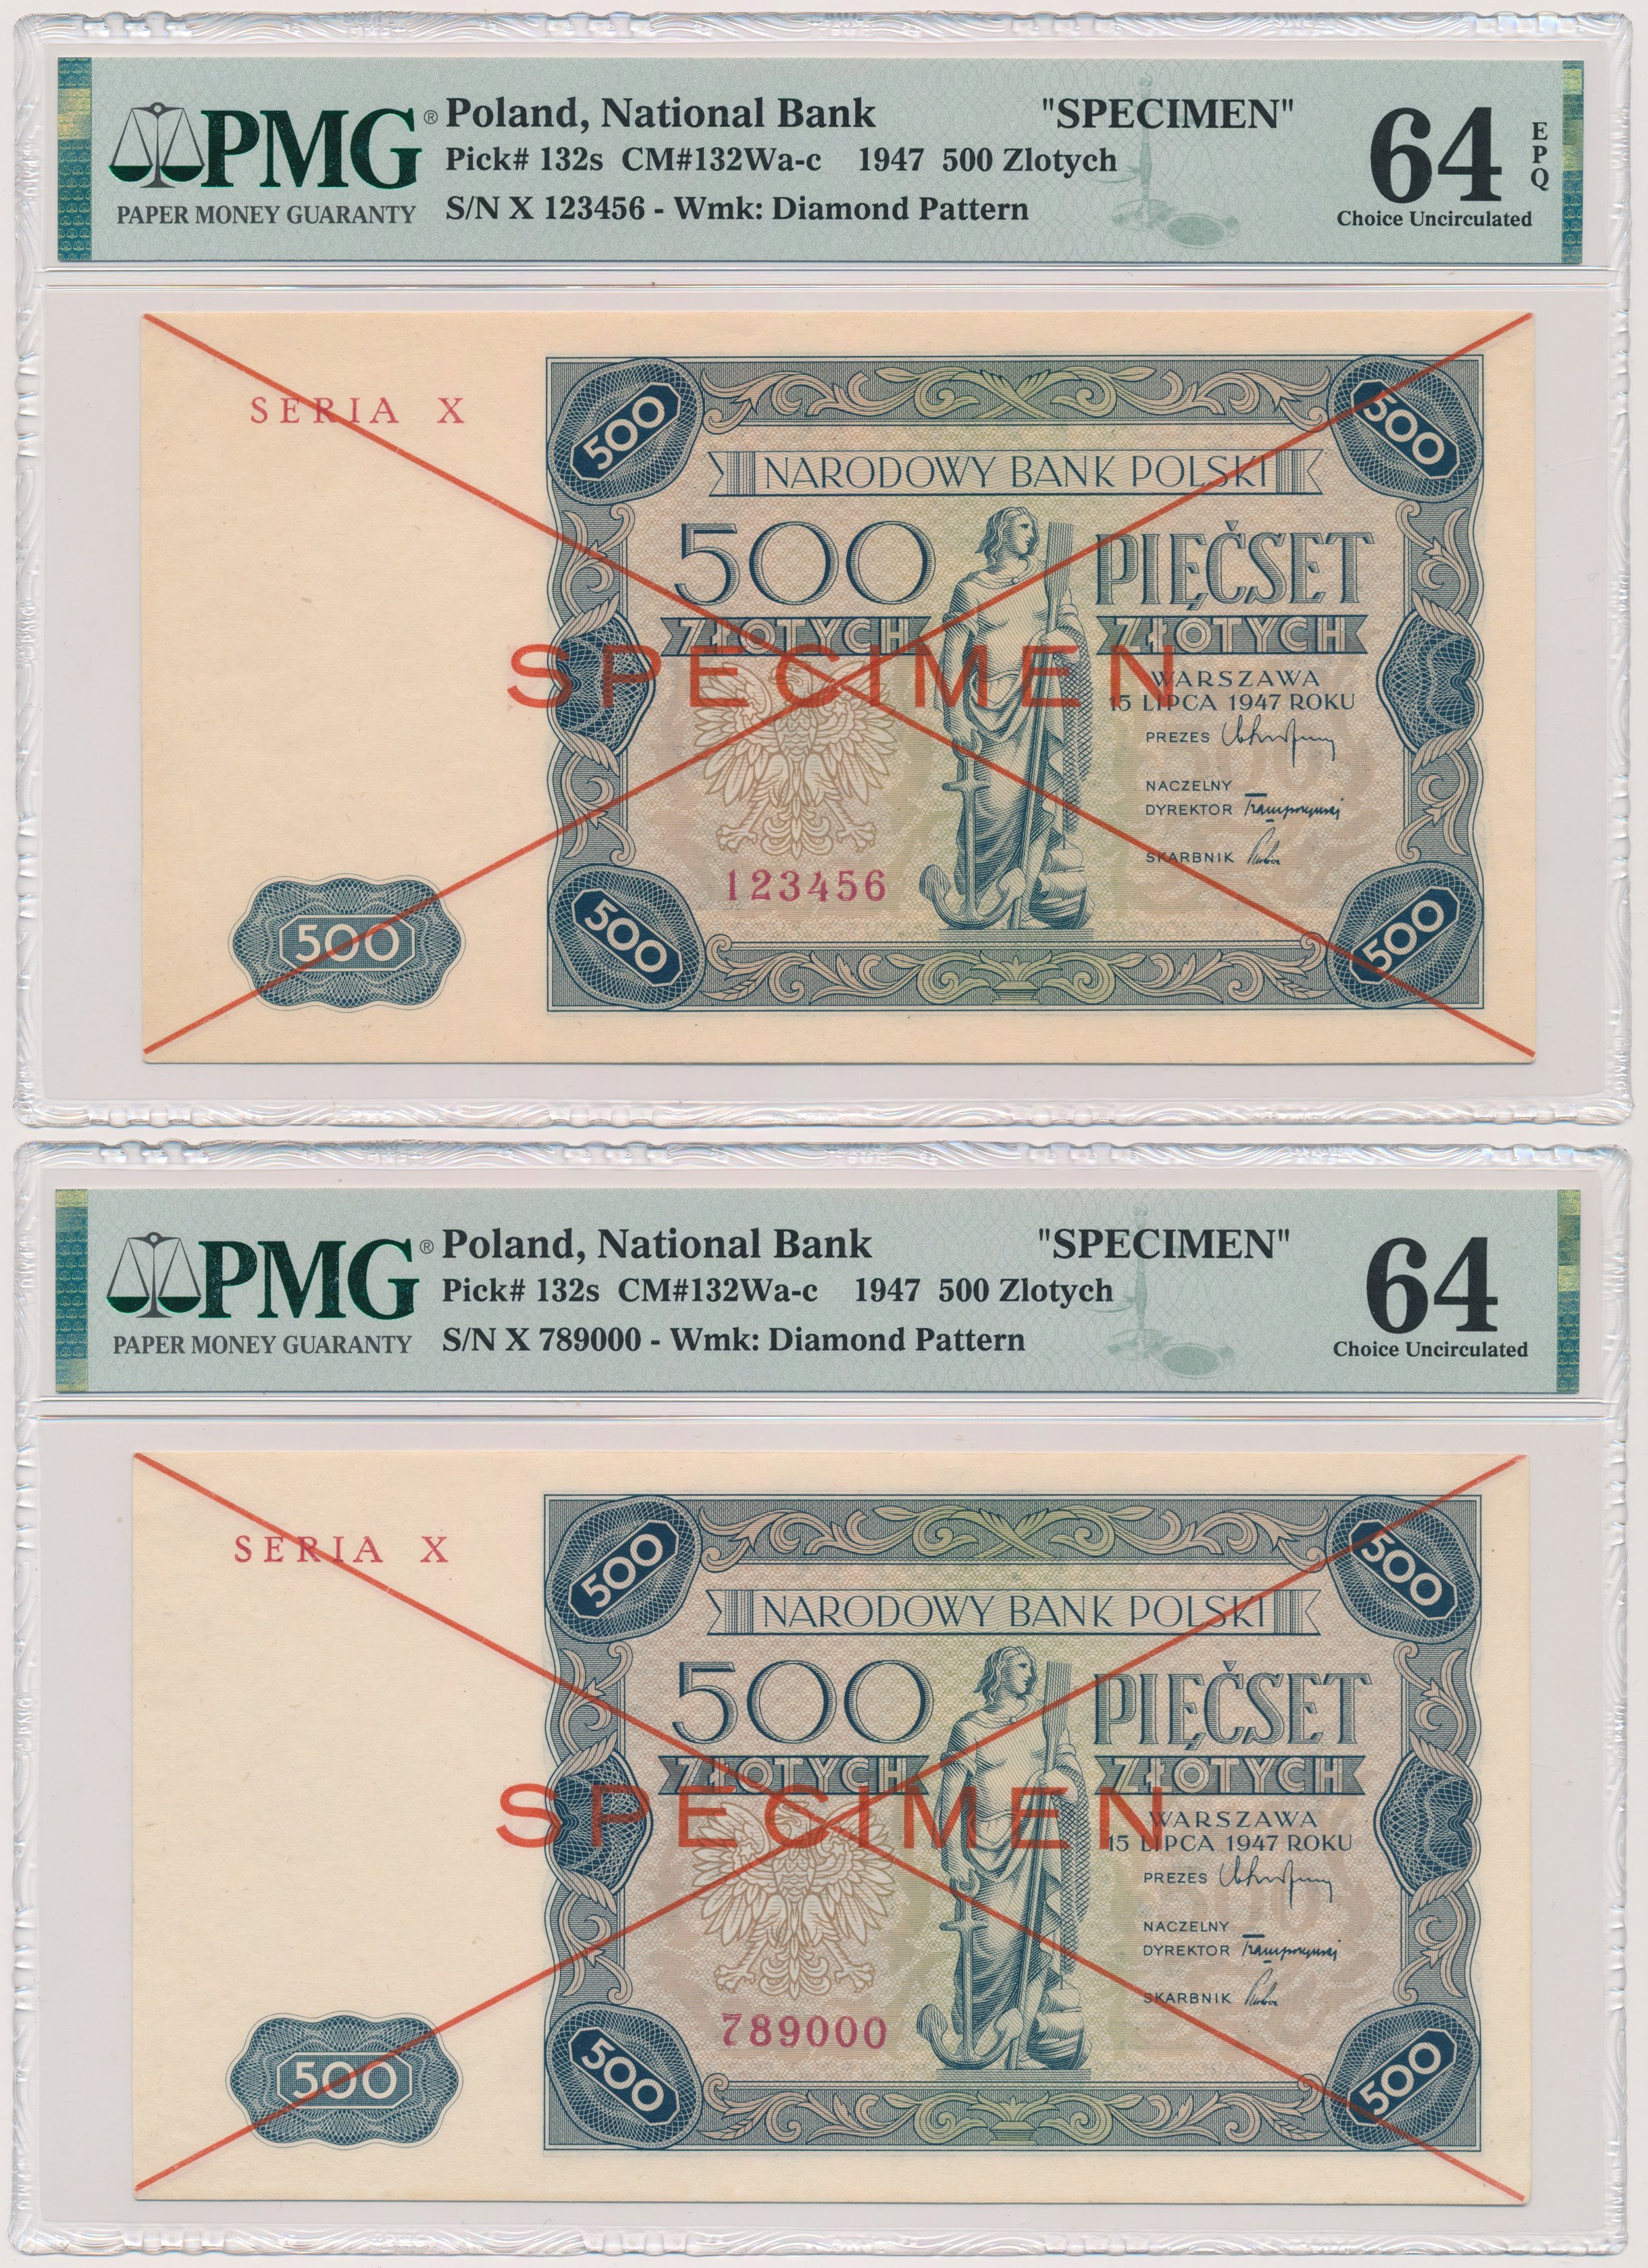 PMG® Poland, National Bank "SPECIMEN" 64 EPQ
Pick# 132s CM#132Wa-c 1947 500 Zlotych
PAPER MONEY GUARANTY S/N X 123456 - Wmk: Diamond Pattern Choice Uncirculated
SERIA X
500 500
NARODOWY BANK POLSKI
500 PIĘĆSET
ZŁOTYCH ZŁOTYCH
SPECIMEN
WARSZAWA
15 LIPCA 1947 ROKU
PREZES
NACZELNY
DYREKTOR
SKARBNIK
123456
500 500 500
PMG® Poland, National Bank "SPECIMEN" 64
Pick# 132s CM#132Wa-c 1947 500 Zlotych
PAPER MONEY GUARANTY S/N X 789000 - Wmk: Diamond Pattern Choice Uncirculated
SERIA X
500 500
NARODOWY BANK POLSKI
500 PIĘĆSET
ZŁOTYCH ZŁOTYCH
SPECIMEN
WARSZAWA
15 LIPCA 1947 ROKU
PREZES
NACZELNY
DYREKTOR
SKARBNIK
789000
500 500 500